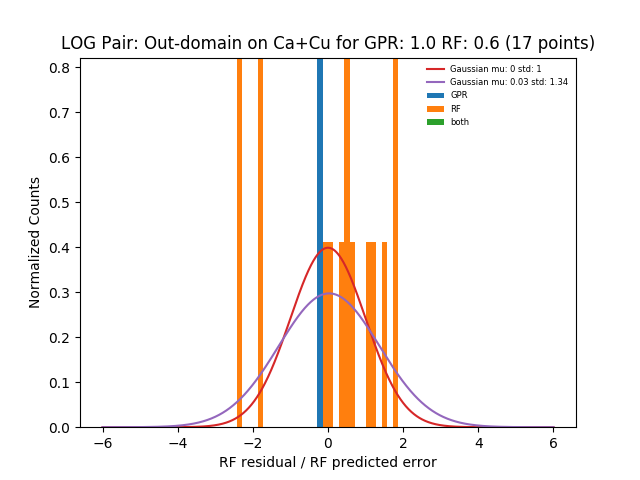 LOG Pair: Out-domain on Ca+Cu for GPR: 1.0 RF: 0.6 (17 points)
Gaussian mu: 0 std: 1
Gaussian mu: 0.03 std: 1.34
GPR
RF
both
Normalized Counts
0.8
0.7
0.6
0.5
0.4
0.3
0.2
0.1
0.0
−6 −4 −2 0 2 4 6
RF residual / RF predicted error